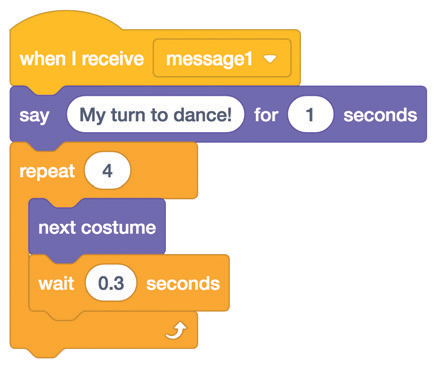 when I receive message1
say My turn to dance! for 1 seconds
repeat 4
next costume
wait 0.3 seconds